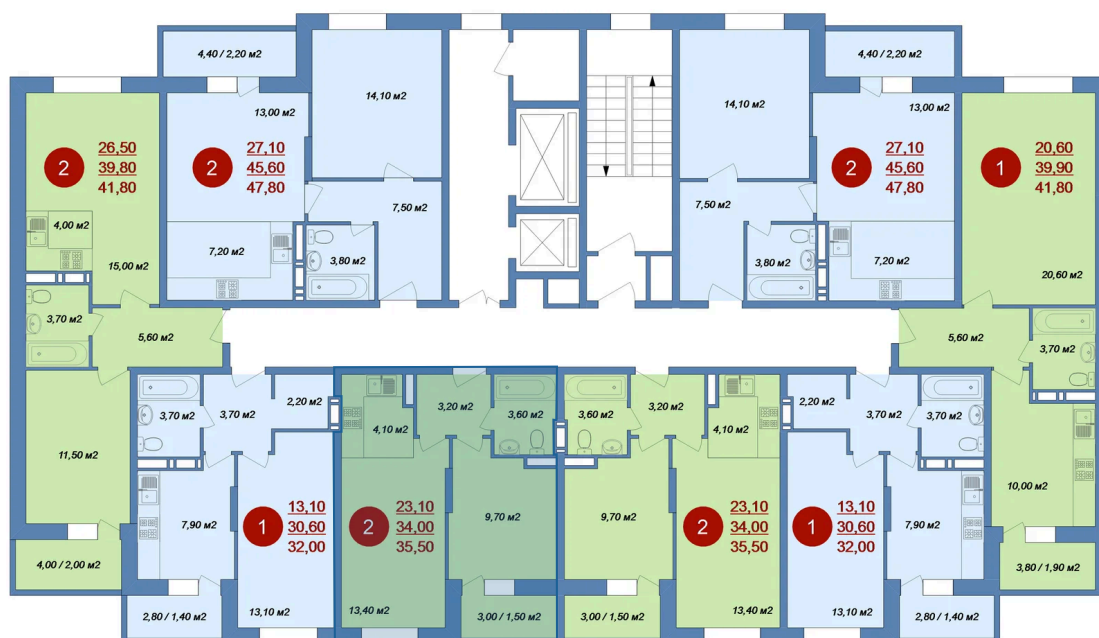 4,40 / 2,20 м2
14,10 м2
14,10 м2
4,40 / 2,20 м2
13,00 м2
13,00 м2
2
26,50
39,80
41,80
2
27,10
45,60
47,80
2
27,10
45,60
47,80
1
20,60
39,90
41,80
4,00 м2
7,50 м2
7,50 м2
15,00 м2
7,20 м2
3,80 м2
3,80 м2
7,20 м2
20,60 м2
3,70 м2
5,60 м2
5,60 м2
3,70 м2
3,70 м2
3,70 м2
2,20 м2
3,20 м2
3,60 м2
3,60 м2
3,20 м2
2,20 м2
3,70 м2
3,70 м2
4,10 м2
4,10 м2
11,50 м2
10,00 м2
7,90 м2
1
13,10
30,60
32,00
2
23,10
34,00
35,50
9,70 м2
9,70 м2
2
23,10
34,00
35,50
1
13,10
30,60
32,00
7,90 м2
4,00 / 2,00 м2
3,80 / 1,90 м2
2,80 / 1,40 м2
13,10 м2
13,40 м2
3,00 / 1,50 м2
3,00 / 1,50 м2
13,40 м2
13,10 м2
2,80 / 1,40 м2